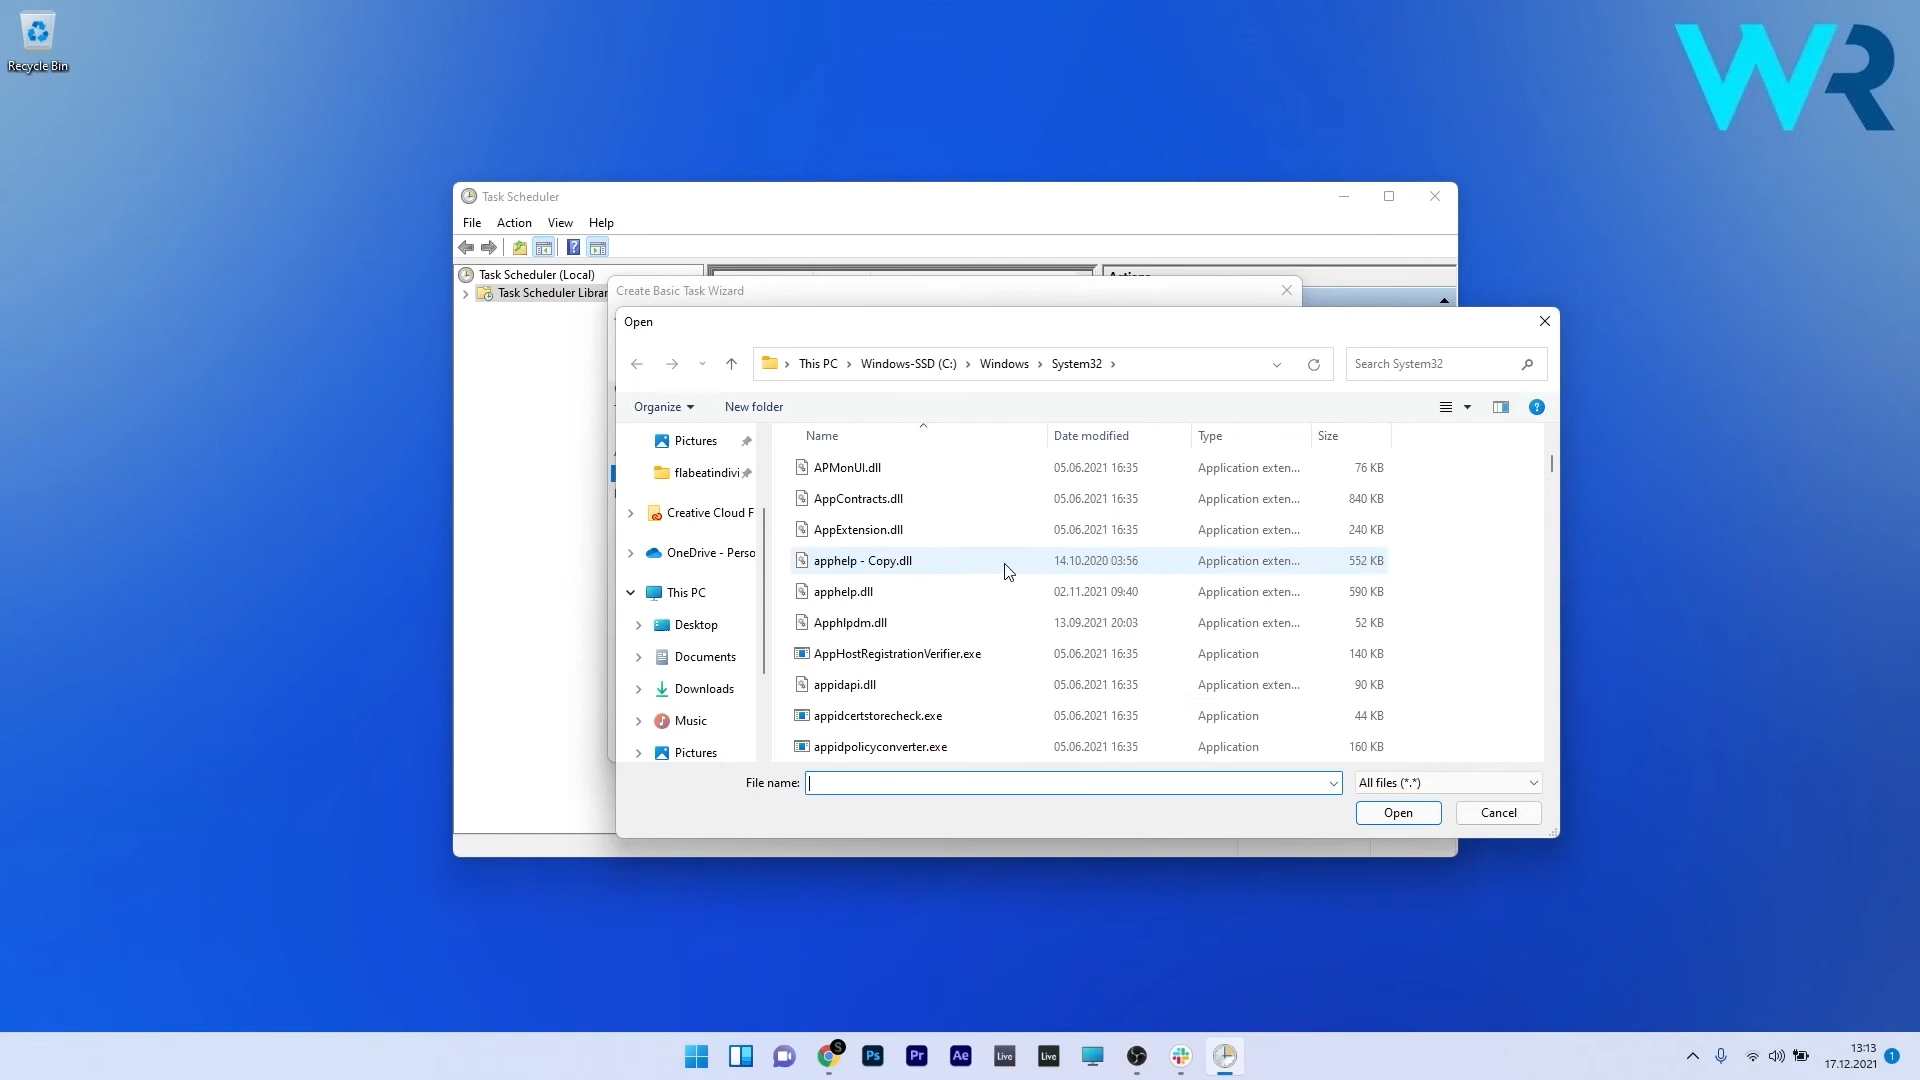 Recycle Bin
WR
Task Scheduler
File Action View Help
Task Scheduler (Local)
Task Scheduler Librar
Actions
Create Basic Task Wizard
Open
This PC > Windows-SSD (C:) > Windows > System32 >
Search System32
Organize New folder
Pictures
flabeatindivi
Creative Cloud F
OneDrive - Perso
This PC
Desktop
Documents
Downloads
Music
Pictures
Name Date modified Type Size
APMonUI.dll 05.06.2021 16:35 Application exten... 76 KB
AppContracts.dll 05.06.2021 16:35 Application exten... 840 KB
AppExtension.dll 05.06.2021 16:35 Application exten... 240 KB
apphelp - Copy.dll 14.10.2020 03:56 Application exten... 552 KB
apphelp.dll 02.11.2021 09:40 Application exten... 590 KB
Apphlpdm.dll 13.09.2021 20:03 Application exten... 52 KB
AppHostRegistrationVerifier.exe 05.06.2021 16:35 Application 140 KB
appidapi.dll 05.06.2021 16:35 Application exten... 90 KB
appidcertstorecheck.exe 05.06.2021 16:35 Application 44 KB
appidpolicyconverter.exe 05.06.2021 16:35 Application 160 KB
File name:
All files (*.*)
Open Cancel
S
Ps Pr Ae Live Live
13:13
17.12.2021
1